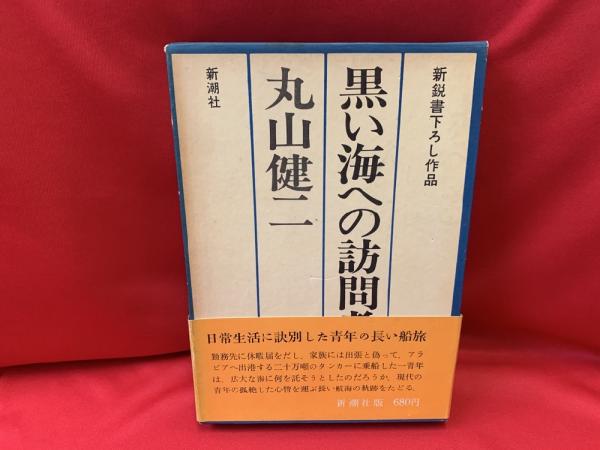 新鋭書下ろし作品
黒い海への訪問
丸山健二
新潮社
日常生活に訣別した青年の長い船旅
勤務先に休暇届をだし、家族には出張と偽って、アラ
ビアへ出港する二十万噸のタンカーに乗船した一青年
は、広大な海に何を託そうとしたのだろうか。現代の
青年の孤絶した心情を運ぶ長い航海の軌跡をたどる。
新潮社版 680円